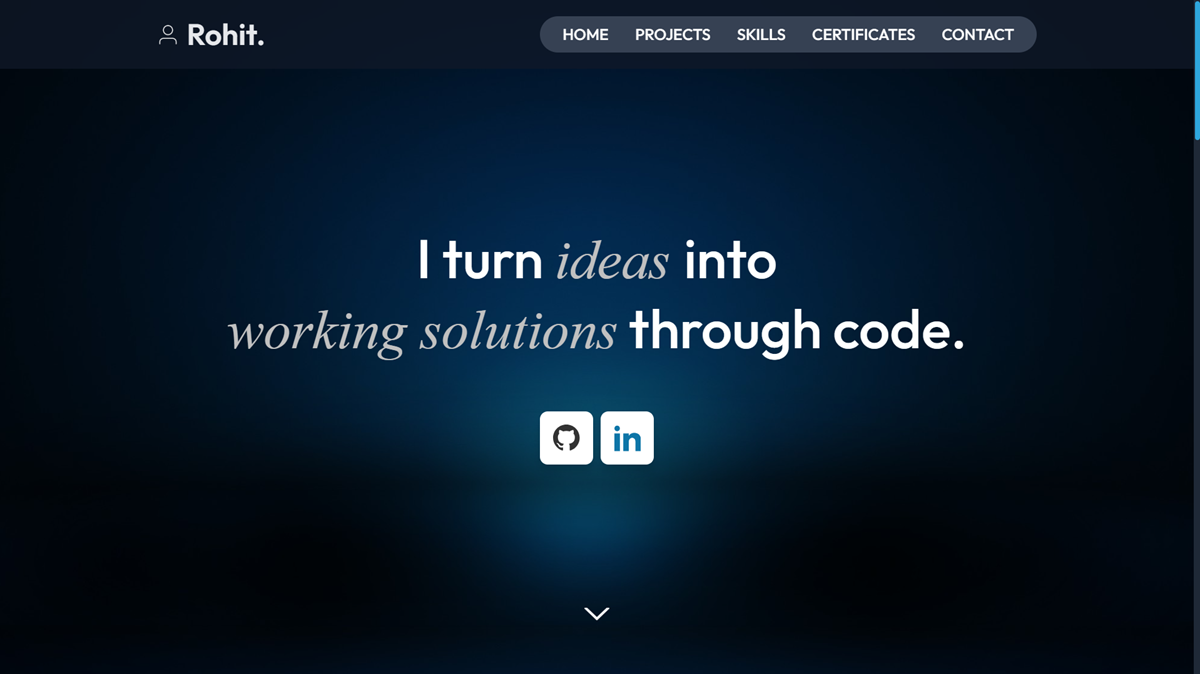 Rohit.
HOME PROJECTS SKILLS CERTIFICATES CONTACT
I turn ideas into
working solutions through code.
in